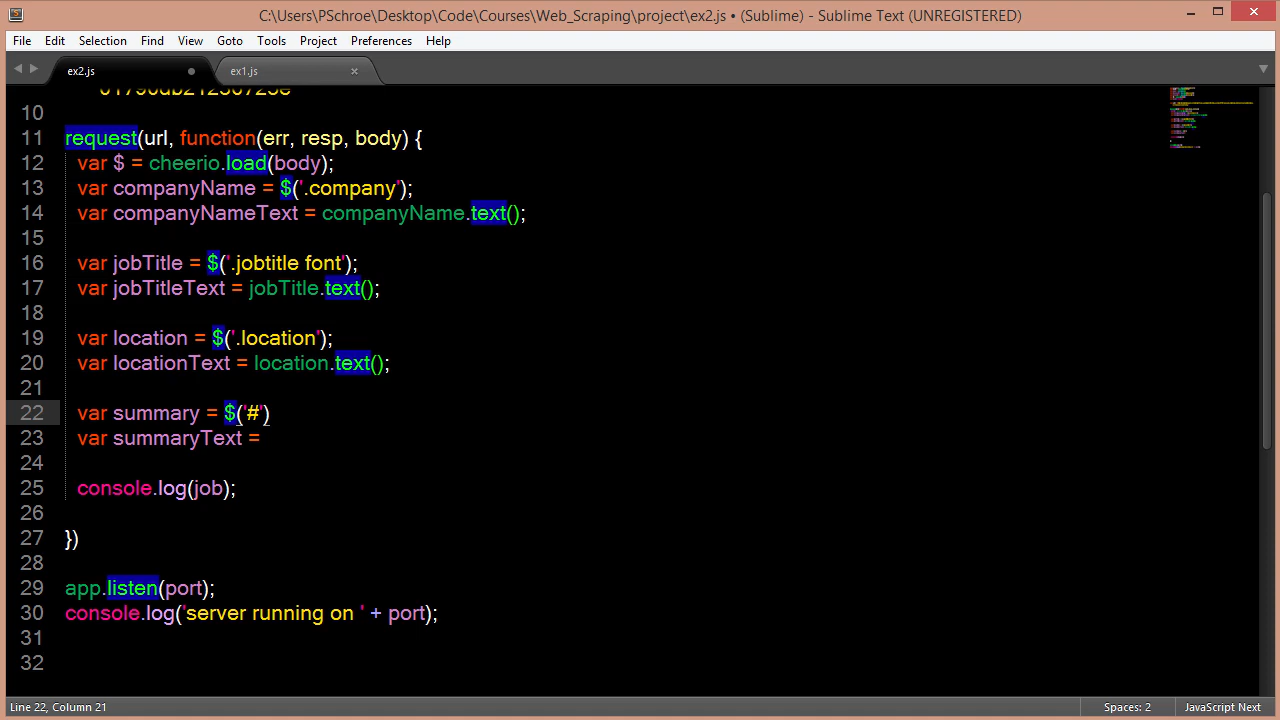 C:\Users\PSchroe\Desktop\Code\Courses\Web_Scraping\project\ex2.js • (Sublime) - Sublime Text (UNREGISTERED)
File Edit Selection Find View Goto Tools Project Preferences Help
ex2.js ex1.js
10
11 request(url, function(err, resp, body) {
12 var $ = cheerio.load(body);
13 var companyName = $('.company');
14 var companyNameText = companyName.text();
15
16 var jobTitle = $('.jobtitle font');
17 var jobTitleText = jobTitle.text();
18
19 var location = $('.location');
20 var locationText = location.text();
21
22 var summary = $('#')
23 var summaryText =
24
25 console.log(job);
26
27 })
28
29 app.listen(port);
30 console.log('server running on ' + port);
31
32
Line 22, Column 21 Spaces: 2 JavaScript Next